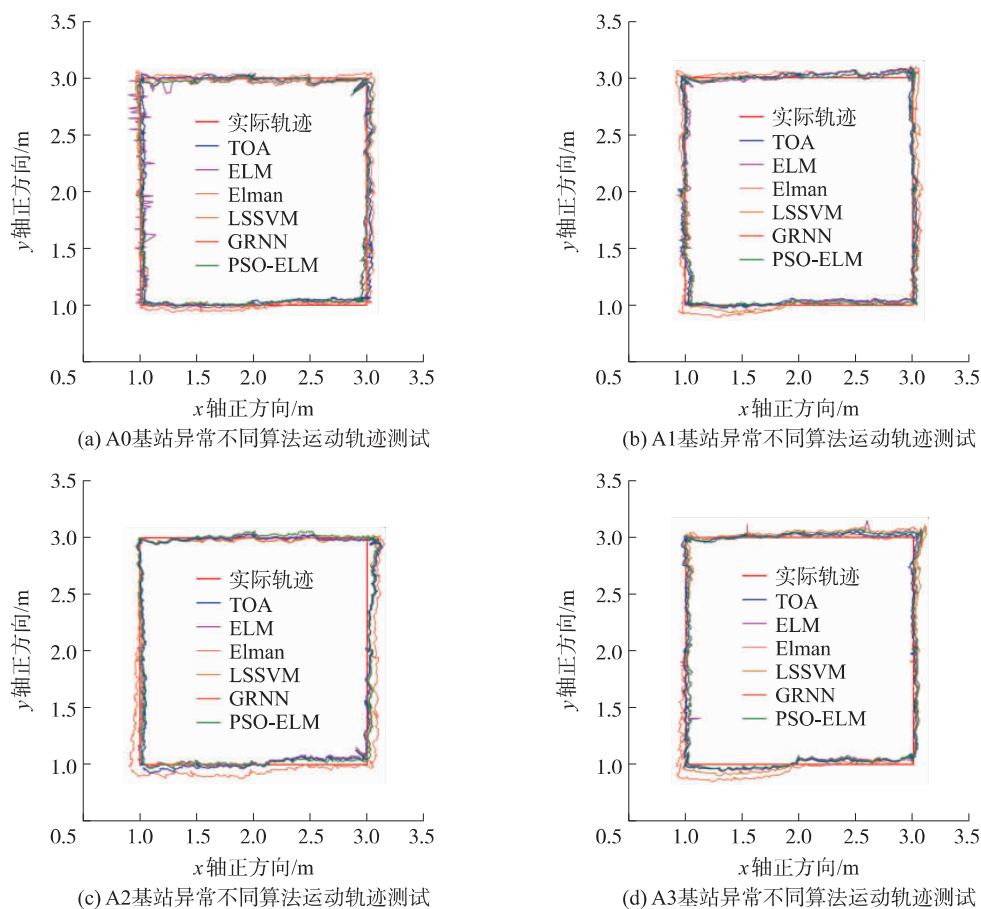 3.5
3.0
2.5
2.0
1.5
1.0
0.5
1.0
1.5
2.0
2.5
3.0
3.5
y轴正方向/m
x轴正方向/m
实际轨迹
TOA
ELM
Elman
LSSVM
GRNN
PSO-ELM
(a) A0基站异常不同算法运动轨迹测试
3.5
3.0
2.5
2.0
1.5
1.0
0.5
1.0
1.5
2.0
2.5
3.0
3.5
y轴正方向/m
x轴正方向/m
实际轨迹
TOA
ELM
Elman
LSSVM
GRNN
PSO-ELM
(b) A1基站异常不同算法运动轨迹测试
3.5
3.0
2.5
2.0
1.5
1.0
0.5
1.0
1.5
2.0
2.5
3.0
3.5
y轴正方向/m
x轴正方向/m
实际轨迹
TOA
ELM
Elman
LSSVM
GRNN
PSO-ELM
(c) A2基站异常不同算法运动轨迹测试
3.5
3.0
2.5
2.0
1.5
1.0
0.5
1.0
1.5
2.0
2.5
3.0
3.5
y轴正方向/m
x轴正方向/m
实际轨迹
TOA
ELM
Elman
LSSVM
GRNN
PSO-ELM
(d) A3基站异常不同算法运动轨迹测试